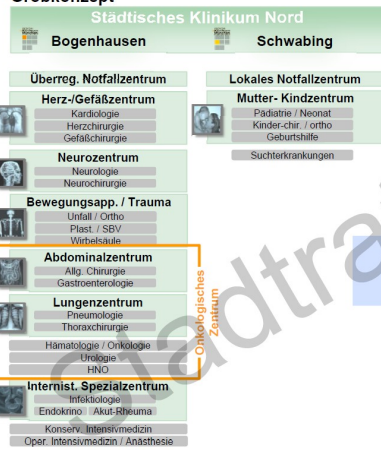 Grobkonzept
Städtisches Klinikum Nord
Bogenhausen
Überreg. Notfallzentrum
Herz-/Gefäßzentrum
Kardiologie
Herzchirurgie
Gefäßchirurgie
Neurozentrum
Neurologie
Neurochirurgie
Bewegungsapp. / Trauma
Unfall / Ortho
Plast. / SBV
Wirbelsäule
Abdominalzentrum
Allg. Chirurgie
Gastroenterologie
Lungenzentrum
Pneumologie
Thoraxchirurgie
Hämatologie / Onkologie
Urologie
HNO
Onkologisches
Zentrum
Internist. Spezialzentrum
Infektiologie
Endokrino Akut-Rheuma
Konserv. Intensivmedizin
Oper. Intensivmedizin / Anästhesie
Schwabing
Lokales Notfallzentrum
Mutter- Kindzentrum
Pädiatrie / Neonat
Kinder-chir. / ortho
Geburtshilfe
Suchterkrankungen
Stadtra